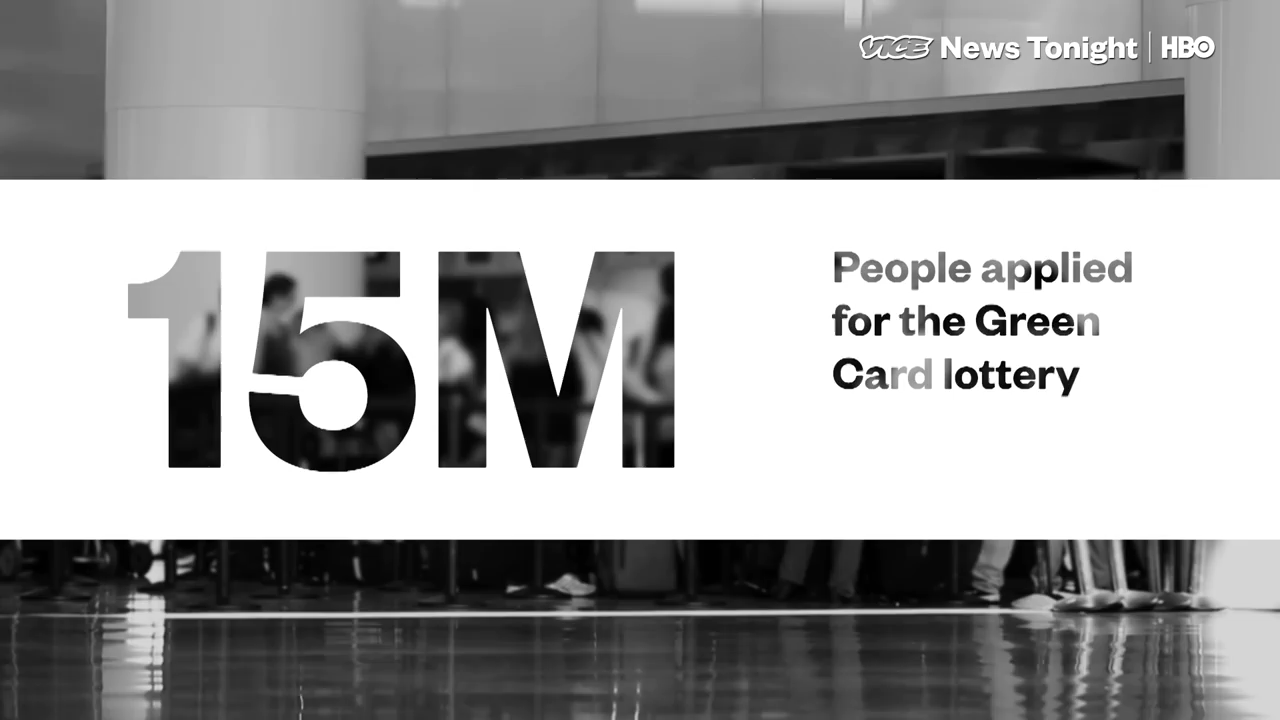 VICE News Tonight | HBO
15M
People applied
for the Green
Card lottery